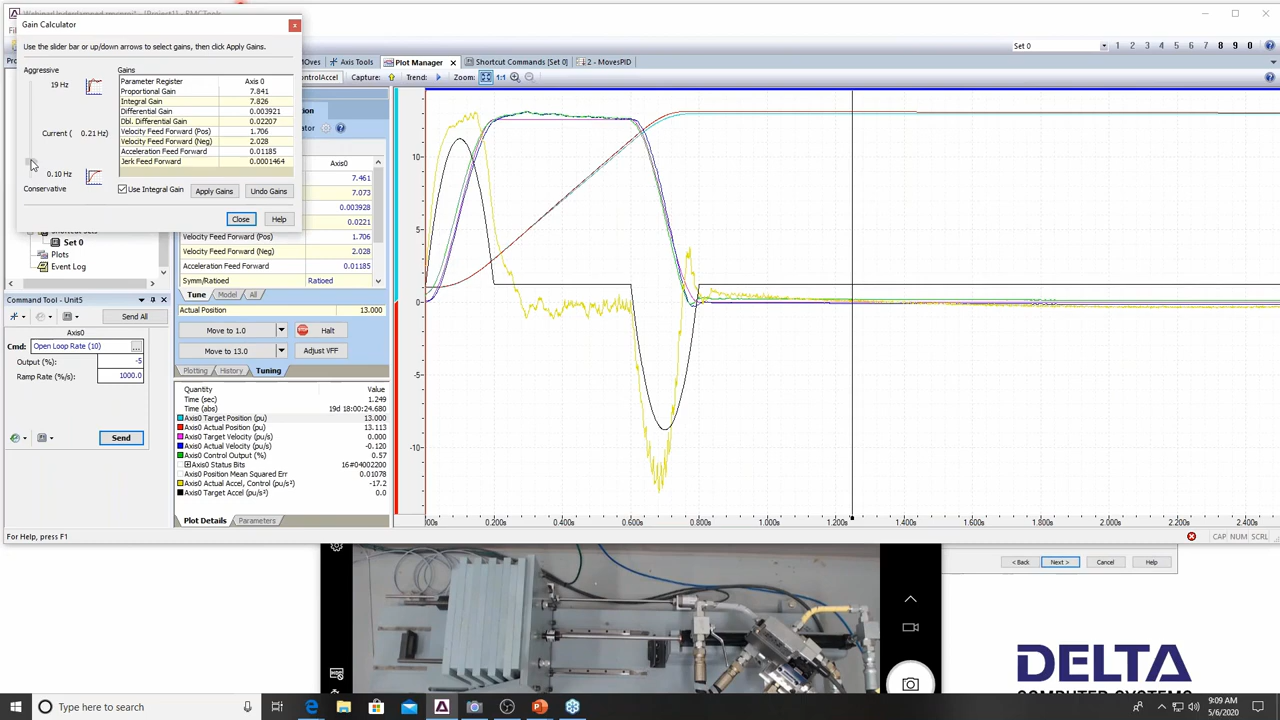 Gain Calculator
Use the slider bar or up/down arrows to select gains, then click Apply Gains.
Aggressive
19 Hz
Current ( 0.21 Hz)
0.10 Hz
Conservative
Gains
Parameter Register Axis 0
Proportional Gain 7.841
Integral Gain 7.826
Differential Gain 0.003921
Dbl. Differential Gain 0.02207
Velocity Feed Forward (Pos) 1.706
Velocity Feed Forward (Neg) 2.028
Acceleration Feed Forward 0.01185
Jerk Feed Forward 0.0001464
Use Integral Gain
Apply Gains
Undo Gains
Close
Help
Set 0
1 2 3 4 5 6 7 8 9 0
Axis Tools
Plot Manager
Shortcut Commands [Set 0]
2 - MovesPID
Capture:
Trend:
Zoom:
1:1
Axis0
7.461
7.073
0.003928
0.0221
Velocity Feed Forward (Pos) 1.706
Velocity Feed Forward (Neg) 2.028
Acceleration Feed Forward 0.01185
Symm/Ratioed Ratioed
Tune
Model
All
Actual Position 13.000
Move to 1.0
Halt
Move to 13.0
Adjust VFF
Plotting
History
Tuning
Set 0
Plots
Event Log
Command Tool - Unit5
Send All
Axis0
Cmd: Open Loop Rate (10)
Output (%): -5
Ramp Rate (%/s): 1000.0
Send
Quantity Value
Time (sec) 1.249
Time (abs) 19d 18:00:24.680
Axis0 Target Position (pu) 13.000
Axis0 Actual Position (pu) 13.113
Axis0 Target Velocity (pu/s) 0.000
Axis0 Actual Velocity (pu/s) -0.120
Axis0 Control Output (%) 0.57
Axis0 Status Bits 16#04002200
Axis0 Position Mean Squared Err 0.01078
Axis0 Actual Accel, Control (pu/s²) -17.2
Axis0 Target Accel (pu/s²) 0.0
Plot Details
Parameters
10
5
0
-5
-10
0.200s 0.400s 0.600s 0.800s 1.000s 1.200s 1.400s 1.600s 1.800s 2.000s 2.200s
For Help, press F1
CAP NUM SCRL
< Back
Next >
Cancel
Help
DELTA
Type here to search
9:09 AM
5/6/2020